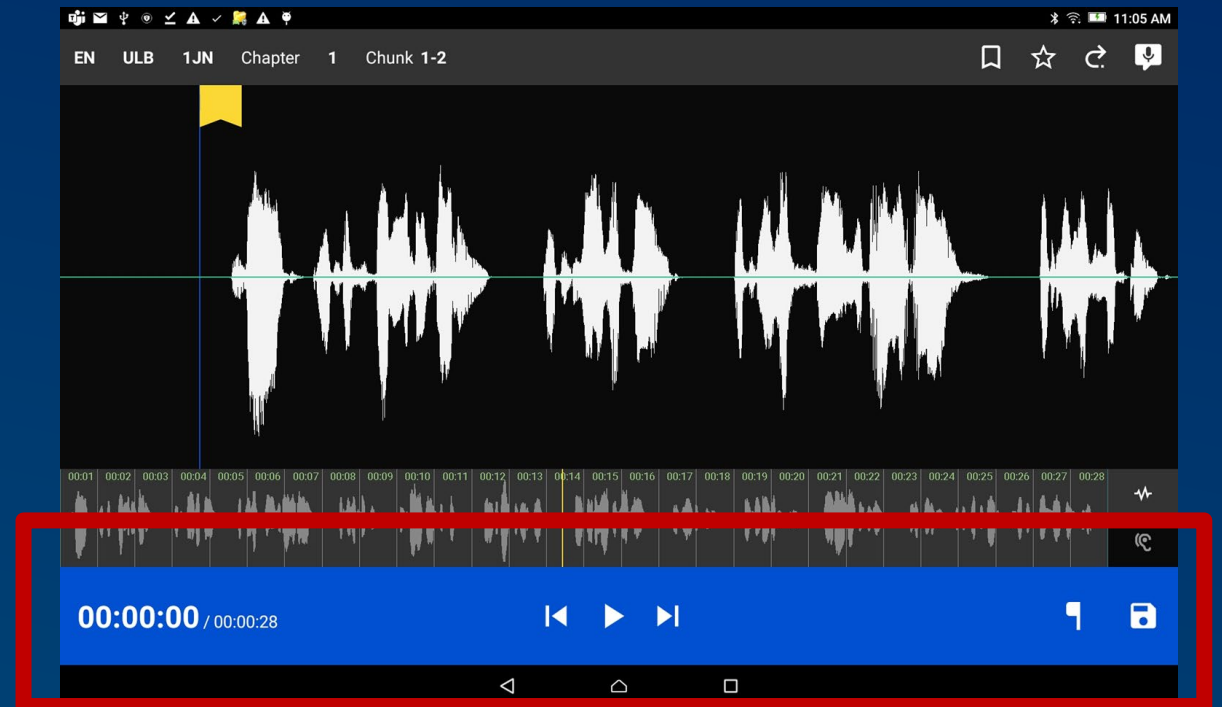 11:05 AM
EN ULB 1JN Chapter 1 Chunk 1-2
00:01 00:02 00:03 00:04 00:05 00:06 00:07 00:08 00:09 00:10 00:11 00:12 00:13 00:14 00:15 00:16 00:17 00:18 00:19 00:20 00:21 00:22 00:23 00:24 00:25 00:26 00:27 00:28
00:00:00 / 00:00:28